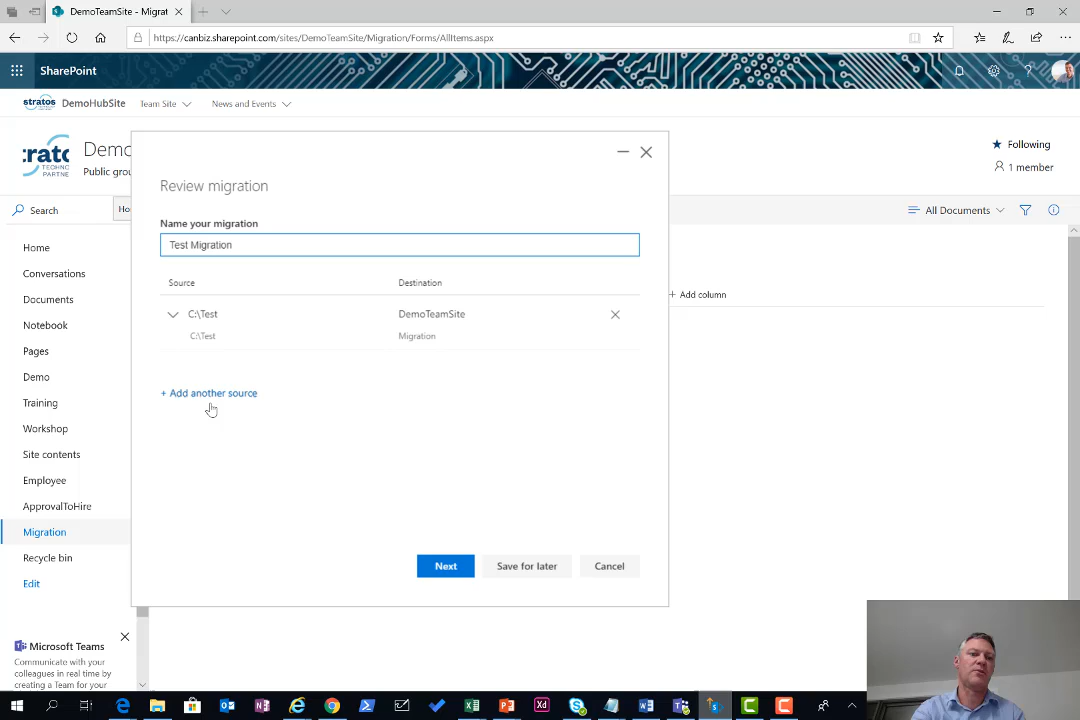 DemoTeamSite - Migrat
https://canbiz.sharepoint.com/sites/DemoTeamSite/Migration/Forms/AllItems.aspx
SharePoint
stratos DemoHubSite Team Site News and Events
Demo
Public grou
TECHNO
PARTNE
Following
1 member
Search
Ho
All Documents
Home
Conversations
Documents
Notebook
Pages
Demo
Training
Workshop
Site contents
Employee
ApprovalToHire
Migration
Recycle bin
Edit
Microsoft Teams
Communicate with your
colleagues in real time by
creating a Team for your
+ Add column
Review migration
Name your migration
Test Migration
Source Destination
C:\Test DemoTeamSite
C:\Test Migration
+ Add another source
Next Save for later Cancel